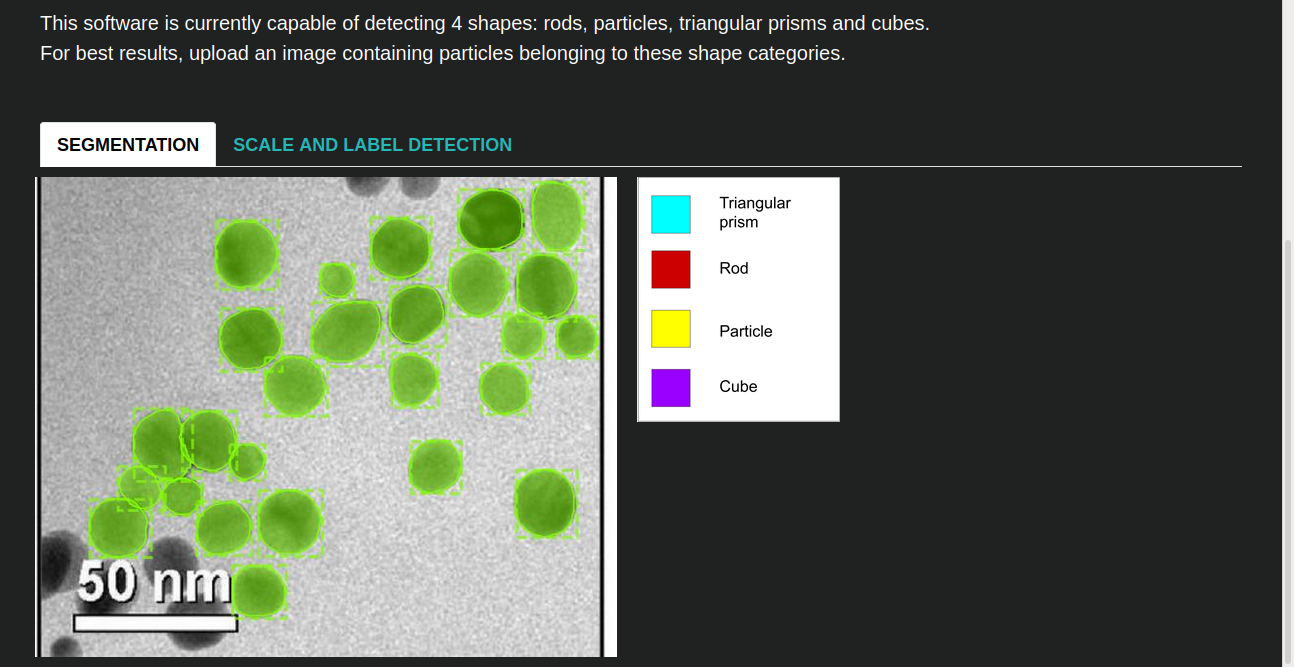 This software is currently capable of detecting 4 shapes: rods, particles, triangular prisms and cubes.
For best results, upload an image containing particles belonging to these shape categories.
SEGMENTATION
SCALE AND LABEL DETECTION
Triangular
prism
Rod
Particle
Cube
50 nm